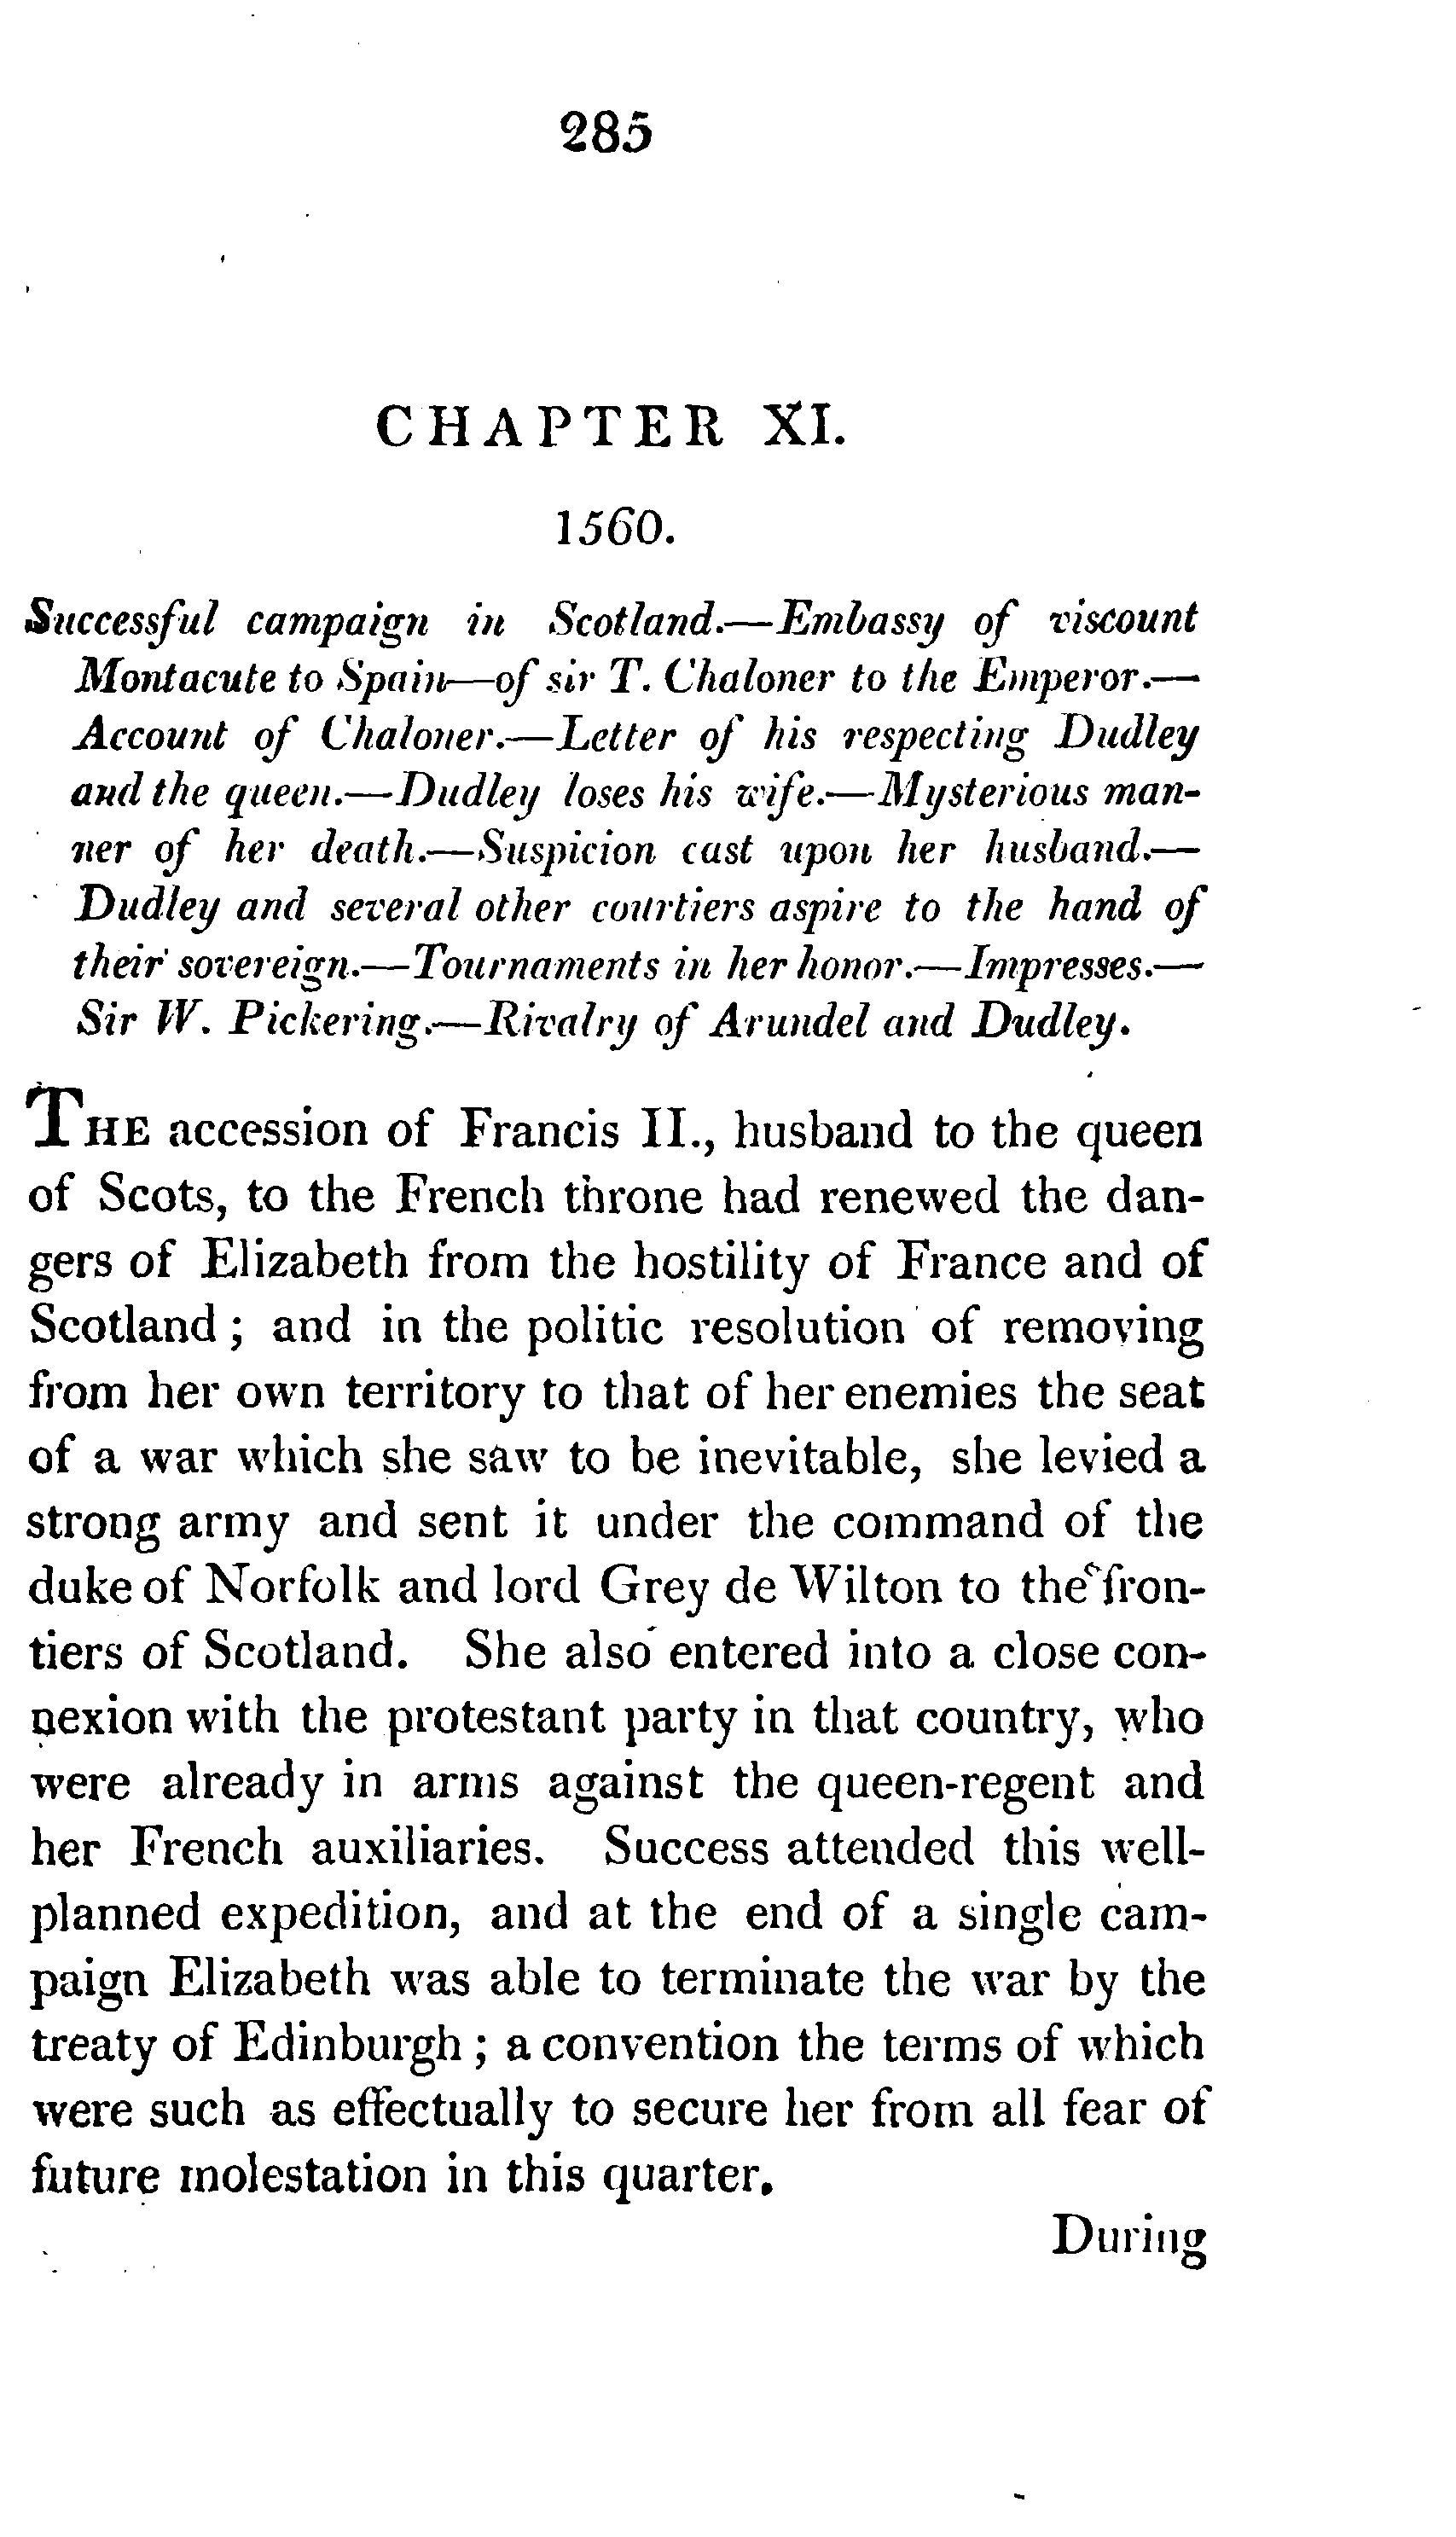 285
CHAPTER XI.
1560.
Successful campaign in Scotland.—Embassy of viscount
Montacute to Spain—of sir T. Chaloner to the Emperor.—
Account of Chaloner.—Letter of his respecting Dudley
and the queen.—Dudley loses his wife.—Mysterious man-
ner of her death.—Suspicion cast upon her husband.—
Dudley and several other courtiers aspire to the hand of
their sovereign.—Tournaments in her honor.—Impresses.—
Sir W. Pickering.—Rivalry of Arundel and Dudley.
THE accession of Francis II., husband to the queen
of Scots, to the French throne had renewed the dan-
gers of Elizabeth from the hostility of France and of
Scotland; and in the politic resolution of removing
from her own territory to that of her enemies the seat
of a war which she saw to be inevitable, she levied a
strong army and sent it under the command of the
duke of Norfolk and lord Grey de Wilton to the fron-
tiers of Scotland. She also entered into a close con-
nexion with the protestant party in that country, who
were already in arms against the queen-regent and
her French auxiliaries. Success attended this well-
planned expedition, and at the end of a single cam-
paign Elizabeth was able to terminate the war by the
treaty of Edinburgh; a convention the terms of which
were such as effectually to secure her from all fear of
future molestation in this quarter.
During